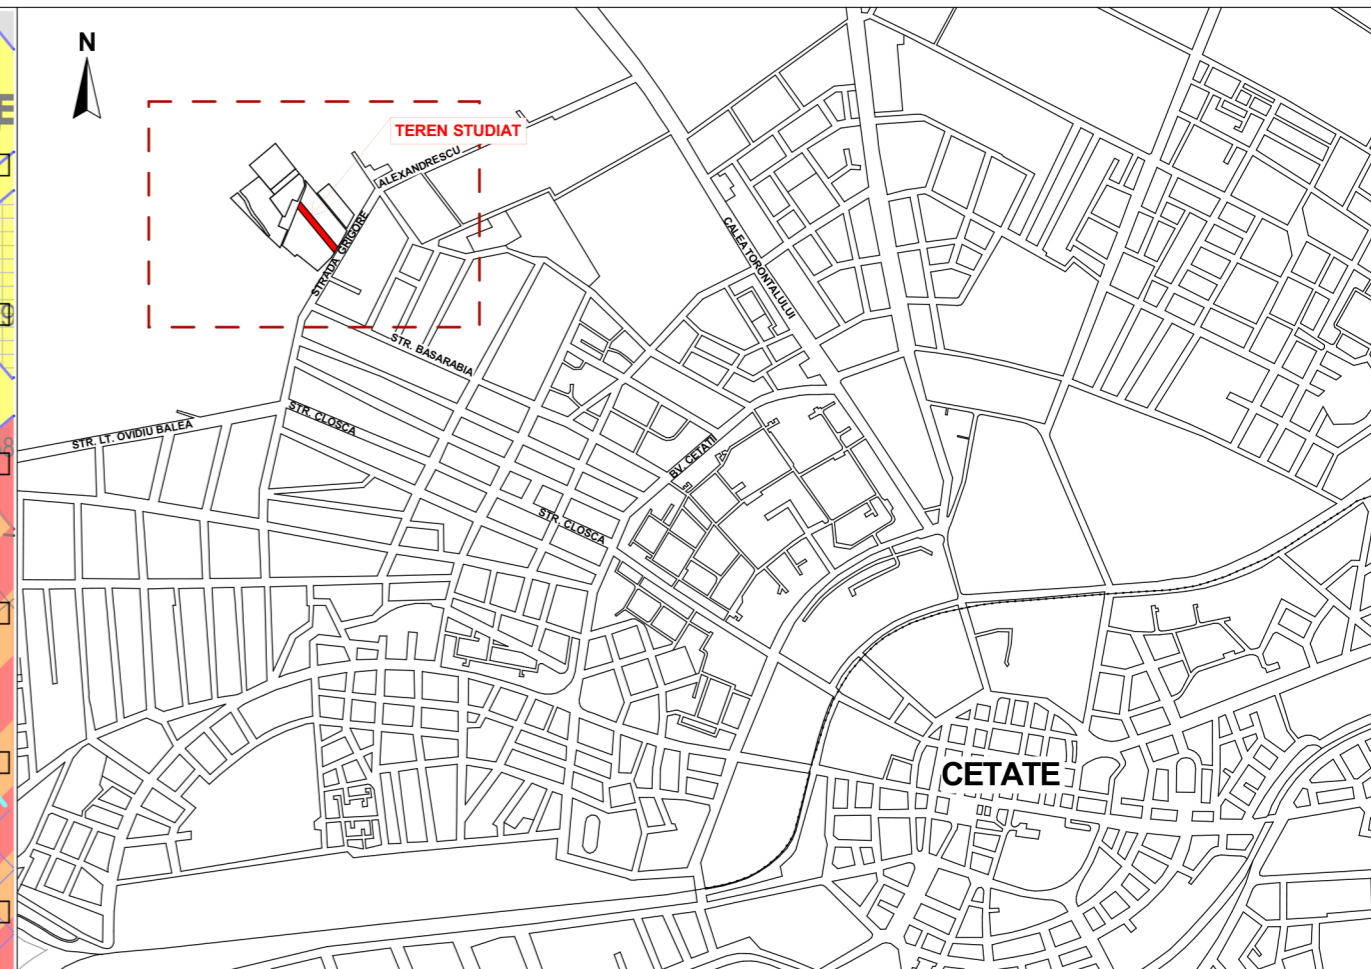 N
TEREN STUDIAT
ALEXANDRESCU
STRADA GRIGORE
CALEA TORONTALULUI
STR. BASARABIA
STR. CLOSCA
STR. LT. OVIDIU BALEA
BV. CETATI
STR. CLOSCA
CETATE